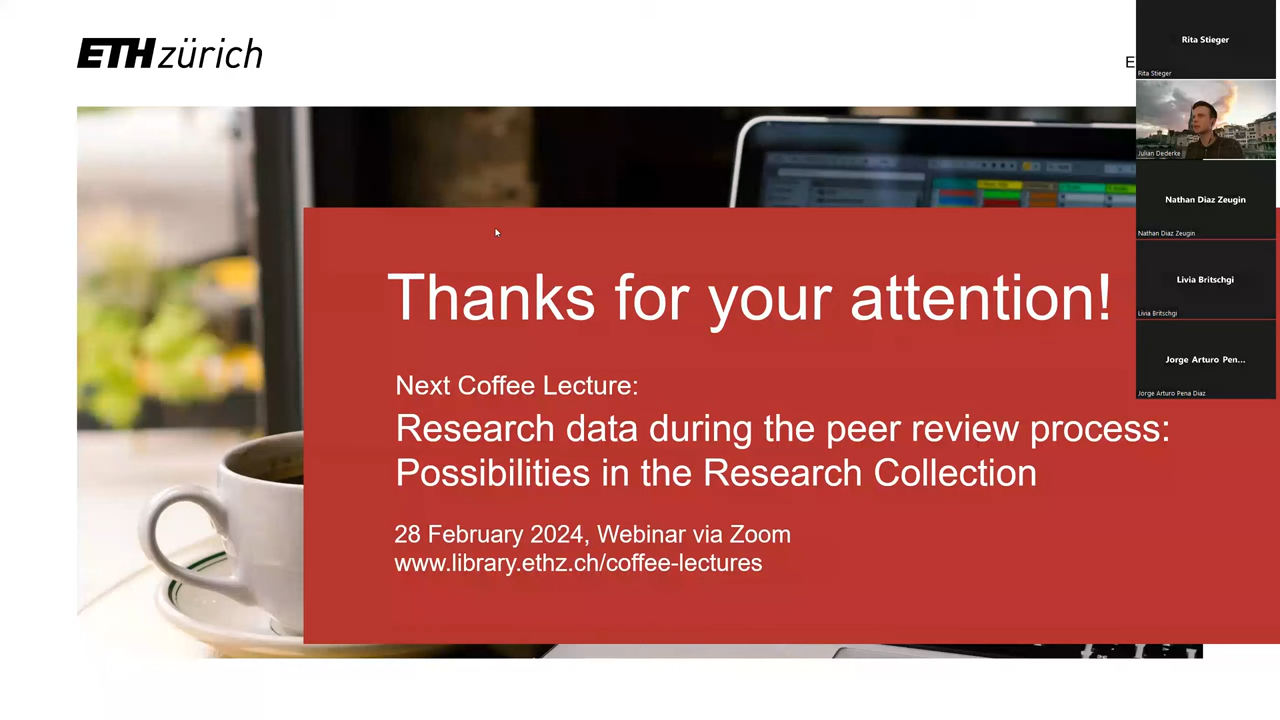 ETH zürich
E
Thanks for your attention!
Next Coffee Lecture:
Research data during the peer review process:
Possibilities in the Research Collection
28 February 2024, Webinar via Zoom
www.library.ethz.ch/coffee-lectures
Rita Stieger
Rita Stieger
Julian Dederke
Nathan Diaz Zeugin
Nathan Diaz Zeugin
Livia Britschgi
Livia Britschgi
Jorge Arturo Pen...
Jorge Arturo Pena Diaz